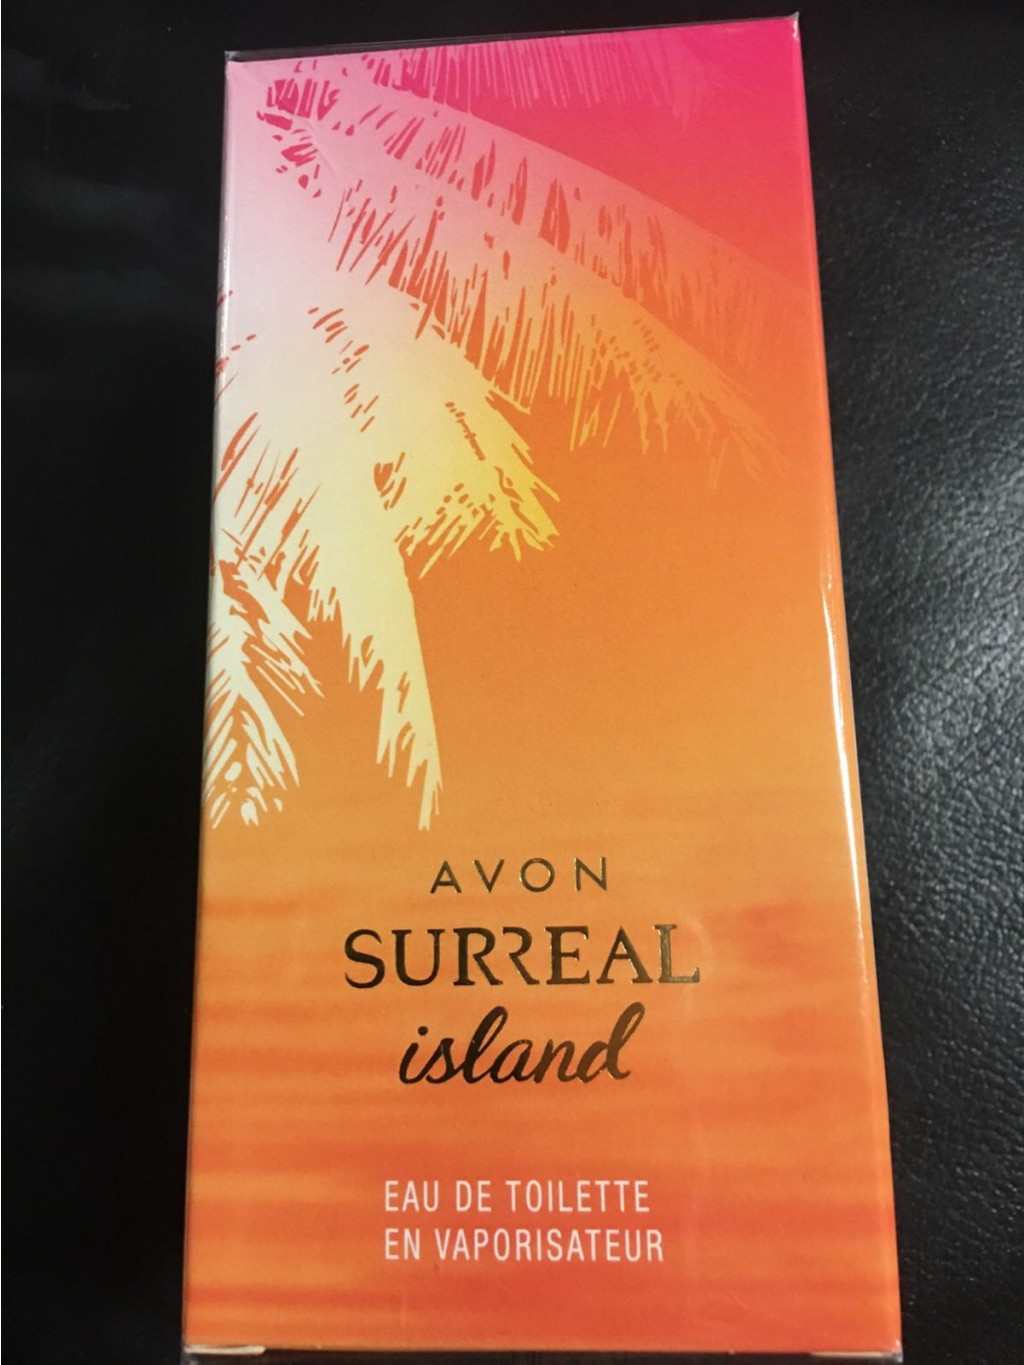 AVON
SURREAL
island
EAU DE TOILETTE
EN VAPORISATEUR